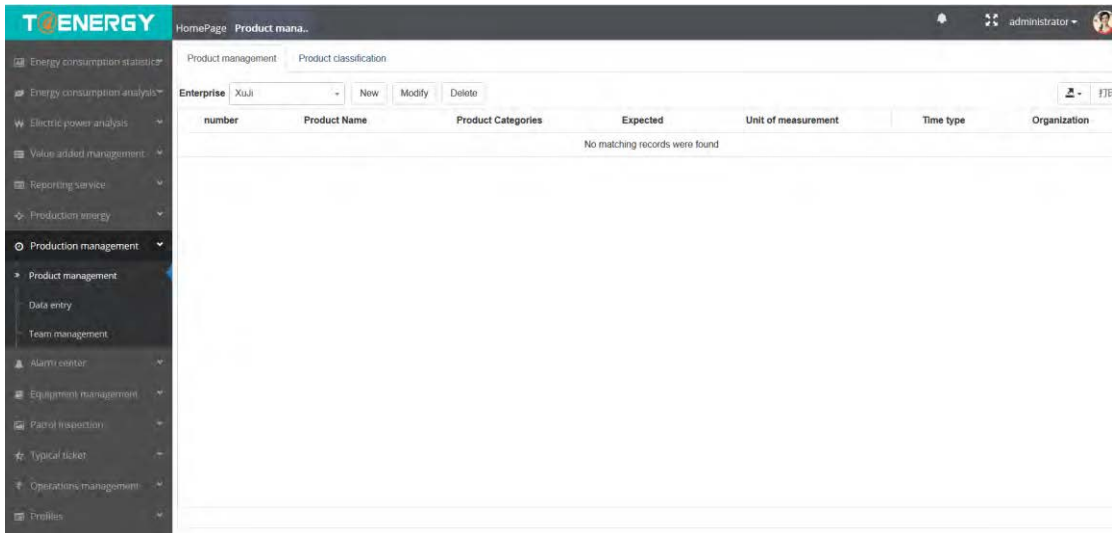 T ENERGY
HomePage Product mana..
administrator
Energy consumption statistics
Energy consumption analysis
Electric power analysis
Value added management
Reporting service
Production energy
Production management
Product management
Data entry
Team management
Alarm center
Equipment management
Patrol inspection
Typical ticket
Operations management
Profiles
Product management Product classification
Enterprise XuJi New Modify Delete
number Product Name Product Categories Expected Unit of measurement Time type Organization
No matching records were found